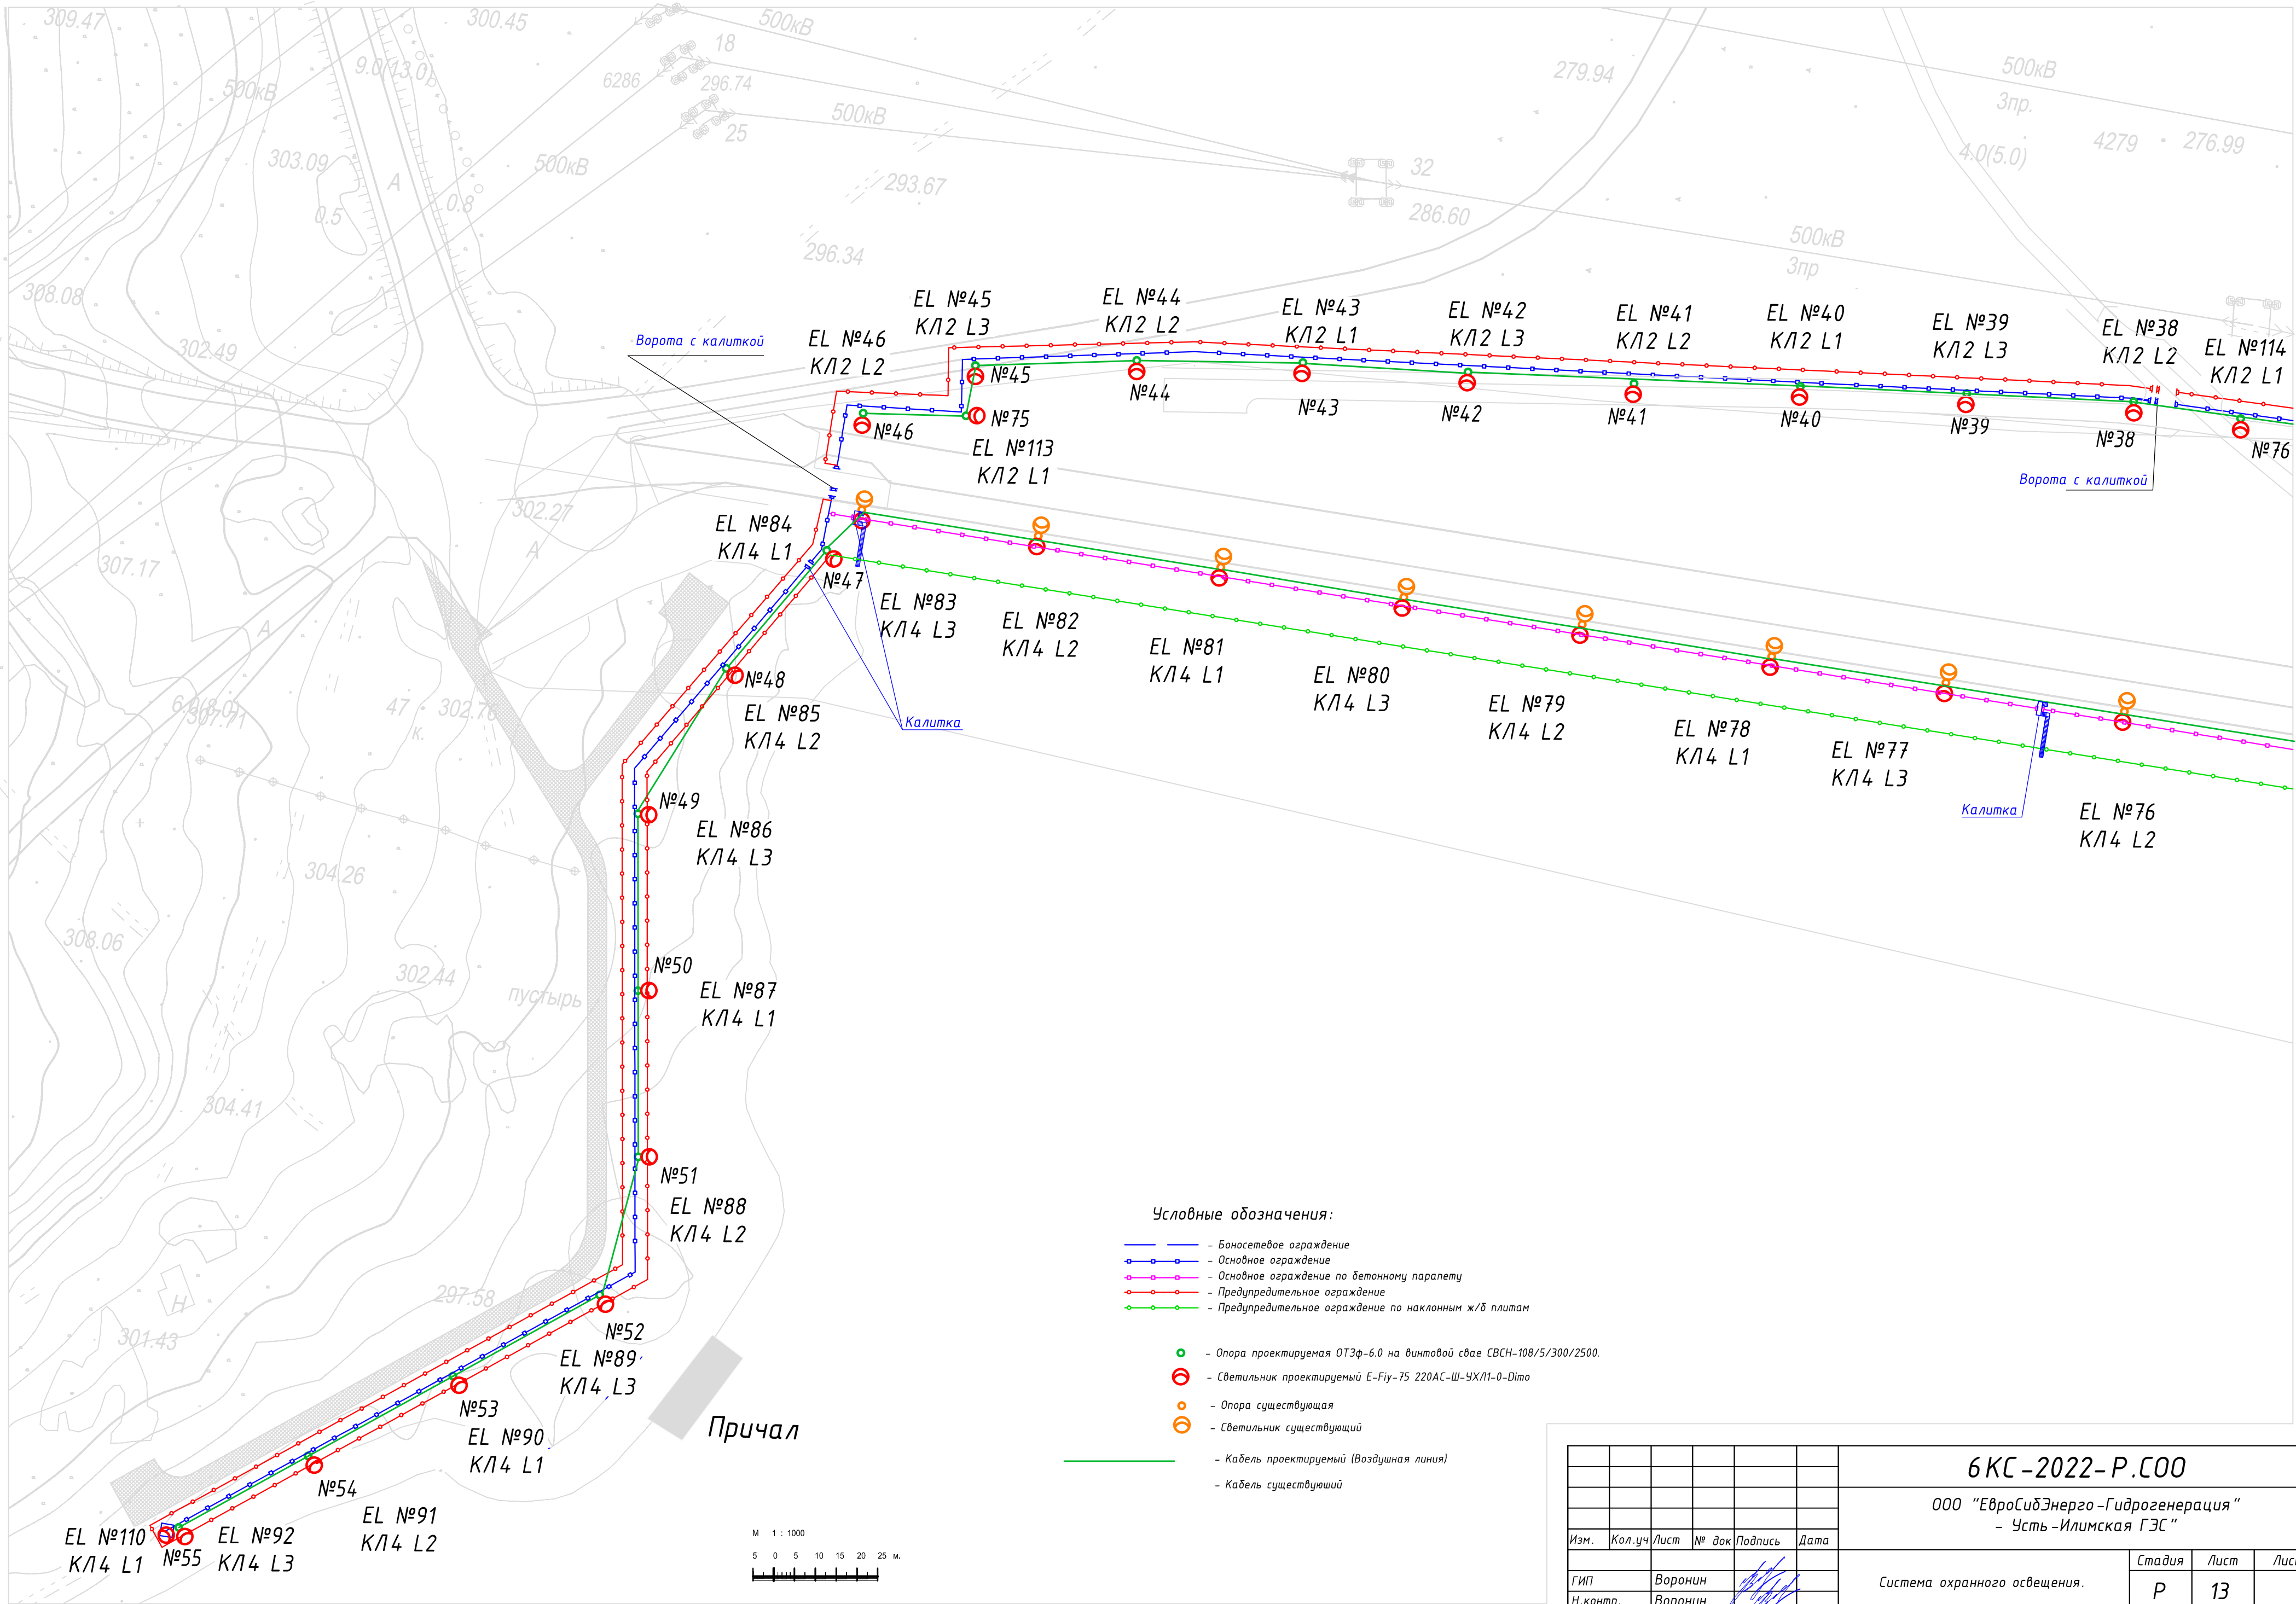 309.47
300.45
500кВ
18
9.0(13.0)
500кВ
6286
296.74
25
500кВ
279.94
500кВ
3пр.
4279
276.99
4.0(5.0)
303.09
А
500кВ
0.8
0.5
293.67
32
286.60
500кВ
3пр
296.34
308.08
302.49
Ворота с калиткой
EL №46
КЛ2 L2
EL №45
КЛ2 L3
EL №44
КЛ2 L2
EL №43
КЛ2 L1
EL №42
КЛ2 L3
EL №41
КЛ2 L2
EL №40
КЛ2 L1
EL №39
КЛ2 L3
EL №38
КЛ2 L2
EL №114
КЛ2 L1
№45
№44
№43
№42
№41
№40
№39
№38
№76
№46
№75
EL №113
КЛ2 L1
Ворота с калиткой
302.27
А
307.17
EL №84
КЛ4 L1
№47
EL №83
КЛ4 L3
EL №82
КЛ4 L2
EL №81
КЛ4 L1
EL №80
КЛ4 L3
EL №79
КЛ4 L2
EL №78
КЛ4 L1
EL №77
КЛ4 L3
EL №76
КЛ4 L2
Калитка
Калитка
А
307.71
47
302.76
к.
№48
EL №85
КЛ4 L2
№49
EL №86
КЛ4 L3
304.26
308.06
302.44
пустырь
№50
EL №87
КЛ4 L1
304.41
№51
EL №88
КЛ4 L2
Н
301.43
297.58
№52
EL №89
КЛ4 L3
№53
EL №90
КЛ4 L1
№54
EL №91
КЛ4 L2
EL №110
КЛ4 L1
№55
EL №92
КЛ4 L3
Причал
Условные обозначения:
- Боносетевое ограждение
- Основное ограждение
- Основное ограждение по бетонному парапету
- Предупредительное ограждение
- Предупредительное ограждение по наклонным ж/б плитам
- Опора проектируемая ОТЗф-6.0 на винтовой свае СВСН-108/5/300/2500.
- Светильник проектируемый E-Fiy-75 220АС-Ш-УХЛ1-0-Dimo
- Опора существующая
- Светильник существующий
- Кабель проектируемый (Воздушная линия)
- Кабель существуюший
М 1 : 1000
5 0 5 10 15 20 25 м.
6КС-2022-Р.СОО
ООО "ЕвроСибЭнерго-Гидрогенерация"
- Усть-Илимская ГЭС"
Изм. Кол.уч Лист № док Подпись Дата
ГИП Воронин
Н.контр. Воронин
Система охранного освещения.
Стадия Лист
Р 13